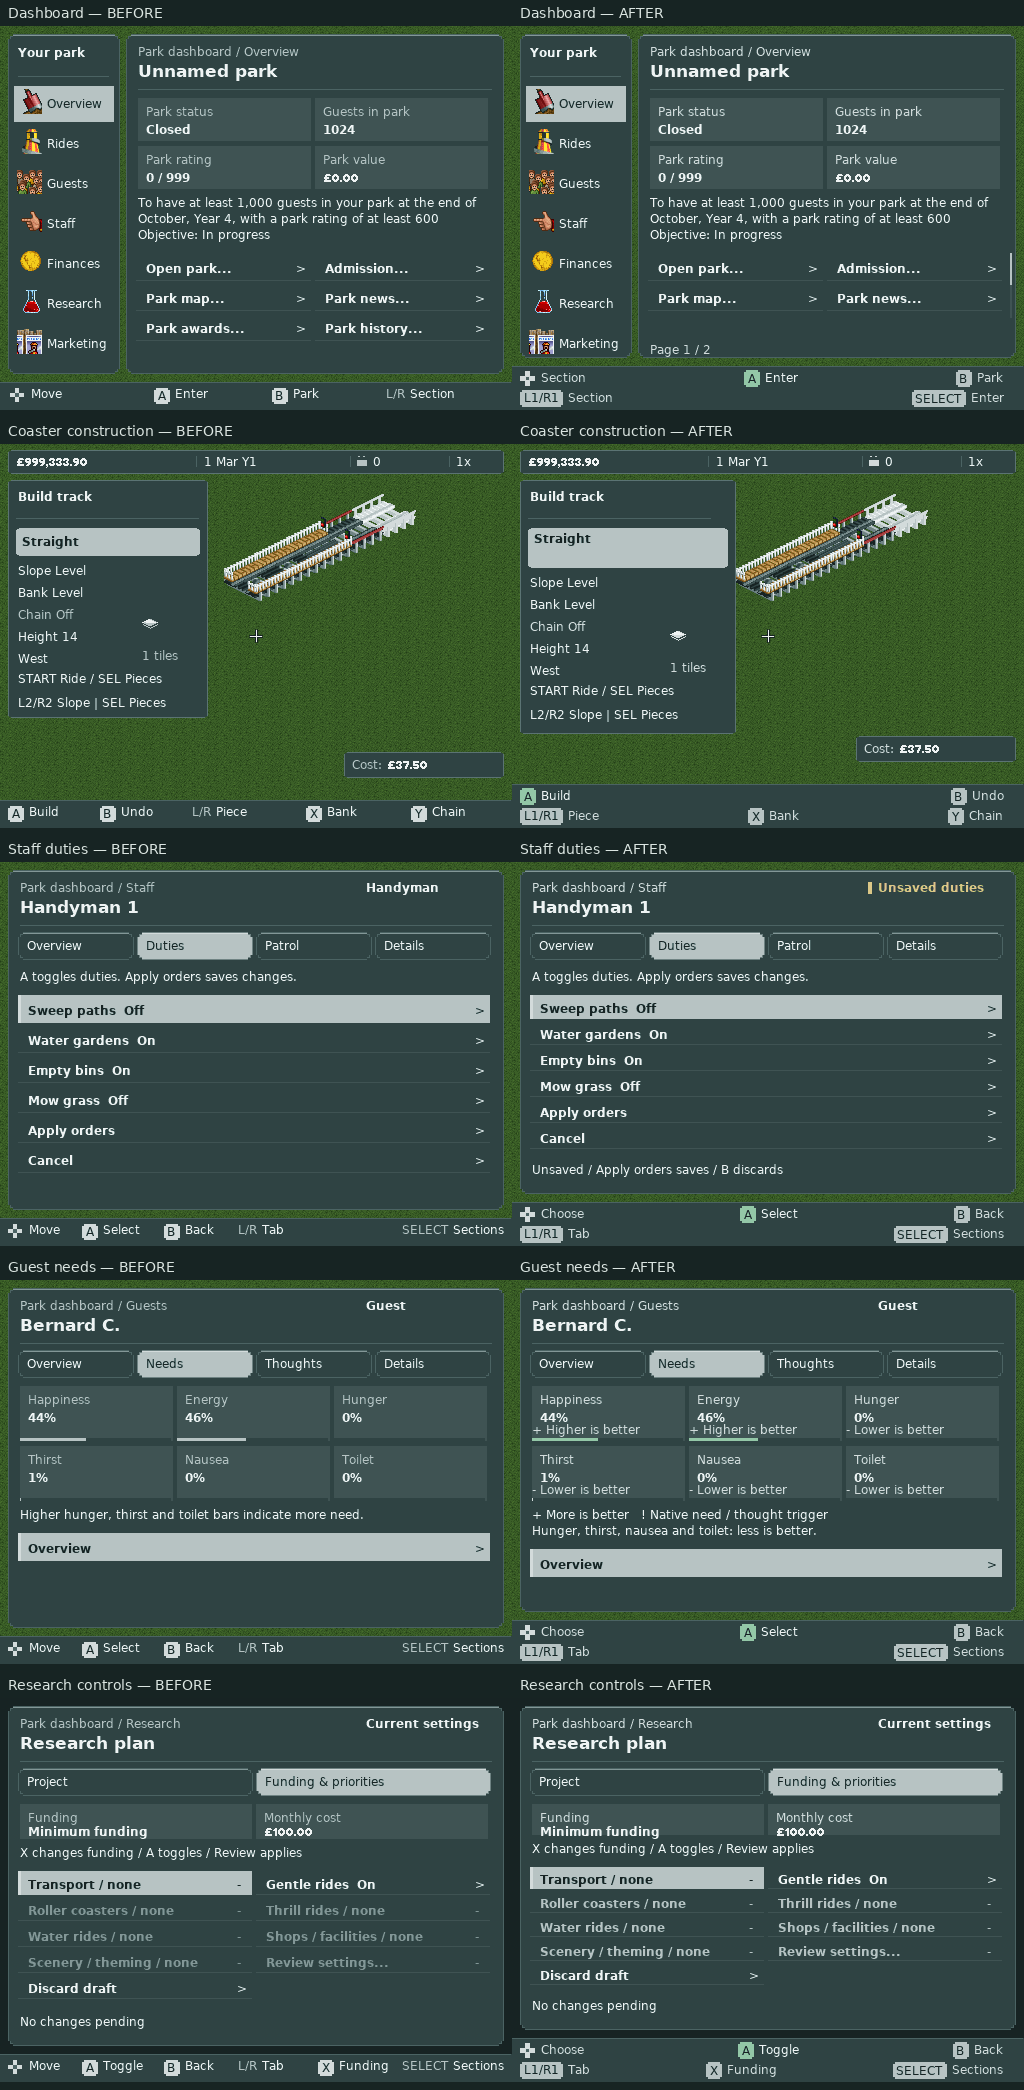 Dashboard — BEFORE
Your park
Overview
Rides
Guests
Staff
Finances
Research
Marketing
Park dashboard / Overview
Unnamed park
Park status
Closed
Guests in park
1024
Park rating
0 / 999
Park value
£0.00
To have at least 1,000 guests in your park at the end of
October, Year 4, with a park rating of at least 600
Objective: In progress
Open park... >
Admission... >
Park map... >
Park news... >
Park awards... >
Park history... >
Move A Enter B Park L/R Section
Dashboard — AFTER
Your park
Overview
Rides
Guests
Staff
Finances
Research
Marketing
Park dashboard / Overview
Unnamed park
Park status
Closed
Guests in park
1024
Park rating
0 / 999
Park value
£0.00
To have at least 1,000 guests in your park at the end of
October, Year 4, with a park rating of at least 600
Objective: In progress
Open park... >
Admission... >
Park map... >
Park news... >
Page 1 / 2
Section A Enter B Park
L1/R1 Section SELECT Enter
Coaster construction — BEFORE
£999,333.90 1 Mar Y1 0 1x
Build track
Straight
Slope Level
Bank Level
Chain Off
Height 14
West
1 tiles
START Ride / SEL Pieces
L2/R2 Slope | SEL Pieces
Cost: £37.50
A Build B Undo L/R Piece X Bank Y Chain
Coaster construction — AFTER
£999,333.90 1 Mar Y1 0 1x
Build track
Straight
Slope Level
Bank Level
Chain Off
Height 14
West
1 tiles
START Ride / SEL Pieces
L2/R2 Slope | SEL Pieces
Cost: £37.50
A Build B Undo
L1/R1 Piece X Bank Y Chain
Staff duties — BEFORE
Park dashboard / Staff
Handyman
Handyman 1
Overview Duties Patrol Details
A toggles duties. Apply orders saves changes.
Sweep paths Off >
Water gardens On >
Empty bins On >
Mow grass Off >
Apply orders >
Cancel >
Move A Select B Back L/R Tab SELECT Sections
Staff duties — AFTER
Park dashboard / Staff
Unsaved duties
Handyman 1
Overview Duties Patrol Details
A toggles duties. Apply orders saves changes.
Sweep paths Off >
Water gardens On >
Empty bins On >
Mow grass Off >
Apply orders >
Cancel >
Unsaved / Apply orders saves / B discards
Choose A Select B Back
L1/R1 Tab SELECT Sections
Guest needs — BEFORE
Park dashboard / Guests
Guest
Bernard C.
Overview Needs Thoughts Details
Happiness
44%
Energy
46%
Hunger
0%
Thirst
1%
Nausea
0%
Toilet
0%
Higher hunger, thirst and toilet bars indicate more need.
Overview >
Move A Select B Back L/R Tab SELECT Sections
Guest needs — AFTER
Park dashboard / Guests
Guest
Bernard C.
Overview Needs Thoughts Details
Happiness
44%
+ Higher is better
Energy
46%
+ Higher is better
Hunger
0%
- Lower is better
Thirst
1%
- Lower is better
Nausea
0%
- Lower is better
Toilet
0%
- Lower is better
+ More is better ! Native need / thought trigger
Hunger, thirst, nausea and toilet: less is better.
Overview >
Choose A Select B Back
L1/R1 Tab SELECT Sections
Research controls — BEFORE
Park dashboard / Research
Current settings
Research plan
Project Funding & priorities
Funding
Minimum funding
Monthly cost
£100.00
X changes funding / A toggles / Review applies
Transport / none -
Gentle rides On >
Roller coasters / none -
Thrill rides / none -
Water rides / none -
Shops / facilities / none -
Scenery / theming / none -
Review settings... -
Discard draft >
No changes pending
Move A Toggle B Back L/R Tab X Funding SELECT Sections
Research controls — AFTER
Park dashboard / Research
Current settings
Research plan
Project Funding & priorities
Funding
Minimum funding
Monthly cost
£100.00
X changes funding / A toggles / Review applies
Transport / none -
Gentle rides On >
Roller coasters / none -
Thrill rides / none -
Water rides / none -
Shops / facilities / none -
Scenery / theming / none -
Review settings... -
Discard draft >
No changes pending
Choose A Toggle B Back
L1/R1 Tab X Funding SELECT Sections